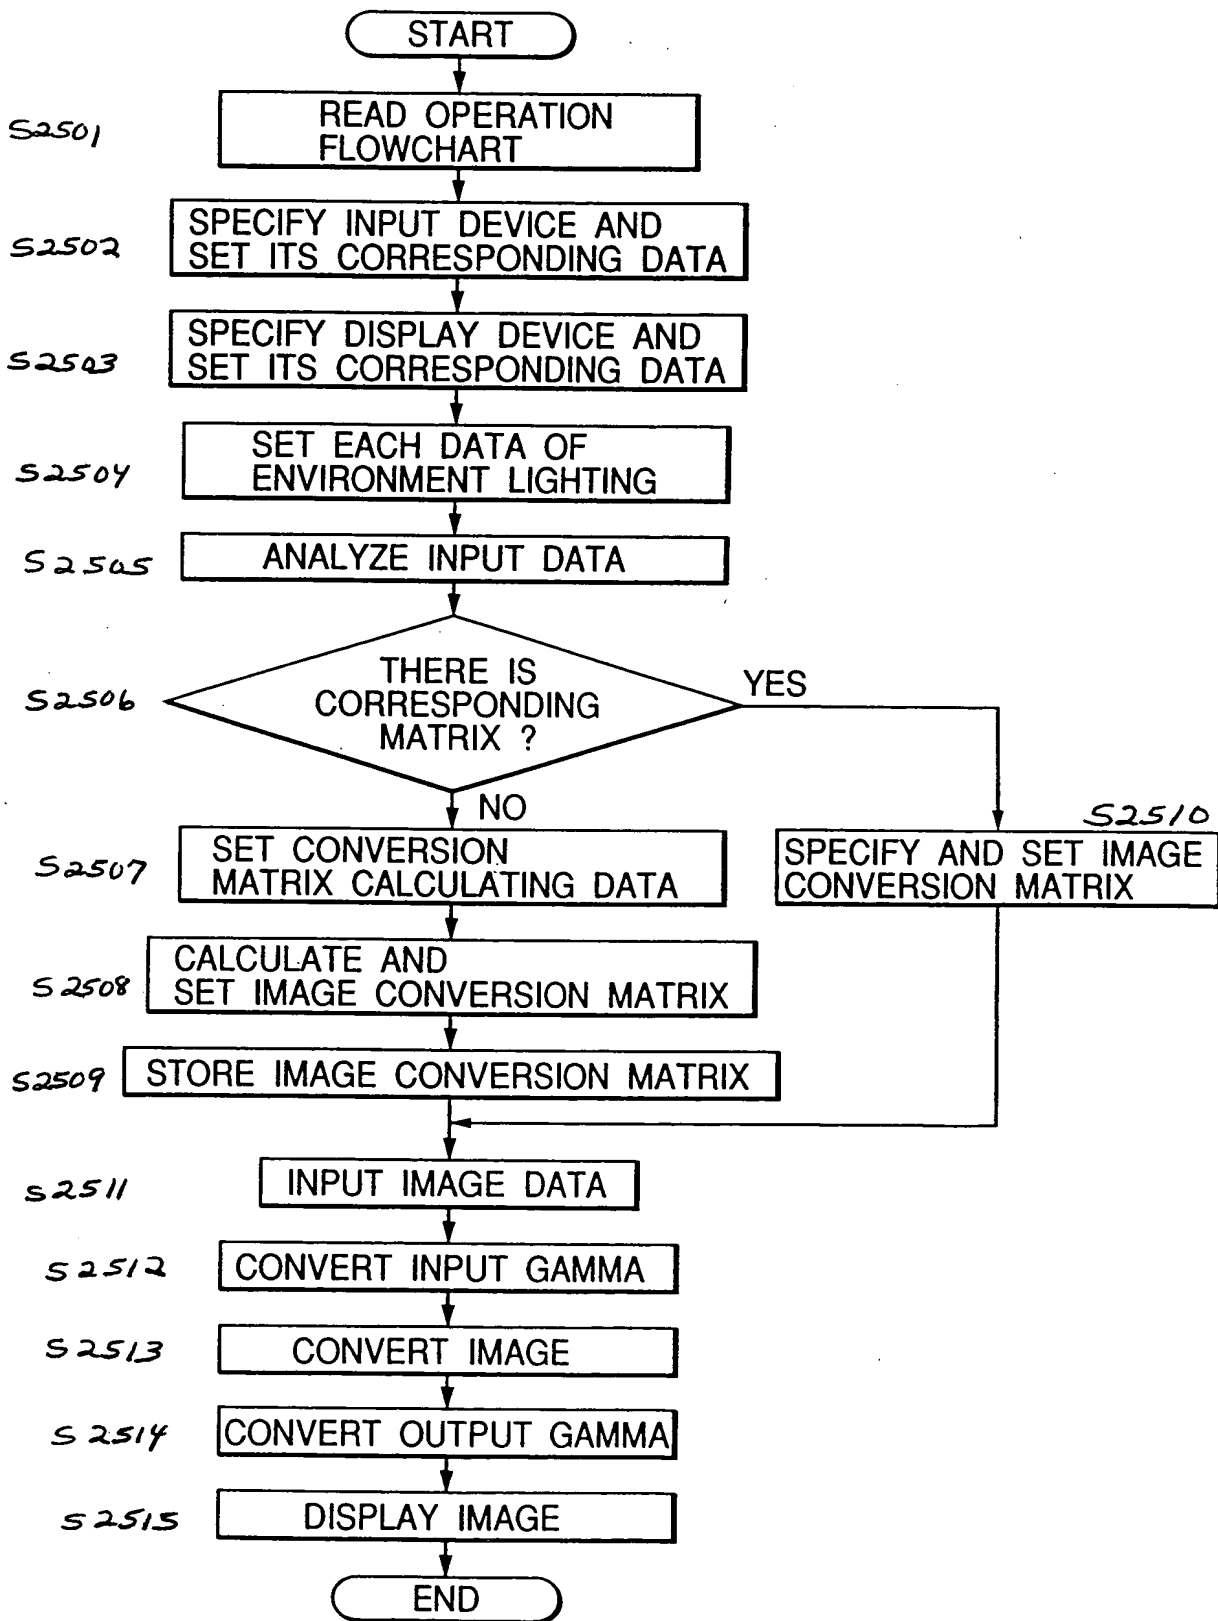 START
S2501
READ OPERATION
FLOWCHART
S2502
SPECIFY INPUT DEVICE AND
SET ITS CORRESPONDING DATA
S2503
SPECIFY DISPLAY DEVICE AND
SET ITS CORRESPONDING DATA
S2504
SET EACH DATA OF
ENVIRONMENT LIGHTING
S2505
ANALYZE INPUT DATA
S2506
THERE IS
CORRESPONDING
MATRIX ?
YES
NO
S2507
SET CONVERSION
MATRIX CALCULATING DATA
S2510
SPECIFY AND SET IMAGE
CONVERSION MATRIX
S2508
CALCULATE AND
SET IMAGE CONVERSION MATRIX
S2509
STORE IMAGE CONVERSION MATRIX
S2511
INPUT IMAGE DATA
S2512
CONVERT INPUT GAMMA
S2513
CONVERT IMAGE
S2514
CONVERT OUTPUT GAMMA
S2515
DISPLAY IMAGE
END